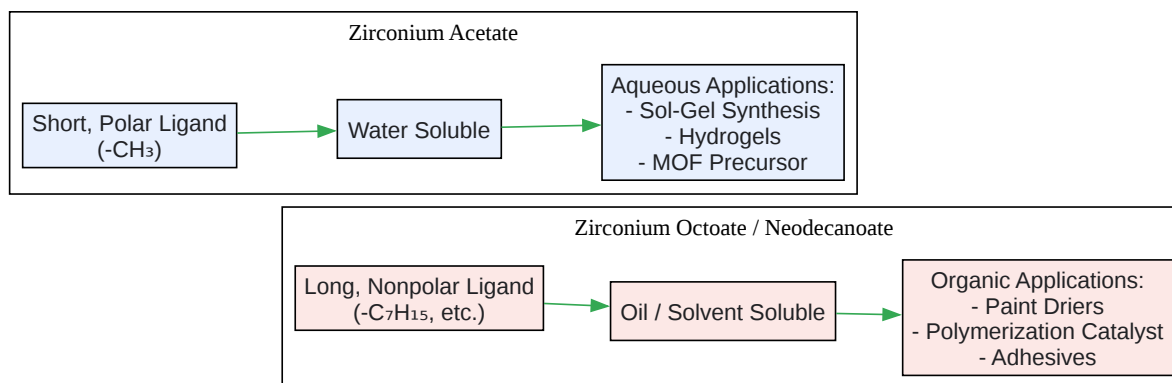 Zirconium Acetate
Short, Polar Ligand
(-CH₃)
Water Soluble
Aqueous Applications:
- Sol-Gel Synthesis
- Hydrogels
- MOF Precursor
Zirconium Octoate / Neodecanoate
Long, Nonpolar Ligand
(-C₇H₁₅, etc.)
Oil / Solvent Soluble
Organic Applications:
- Paint Driers
- Polymerization Catalyst
- Adhesives